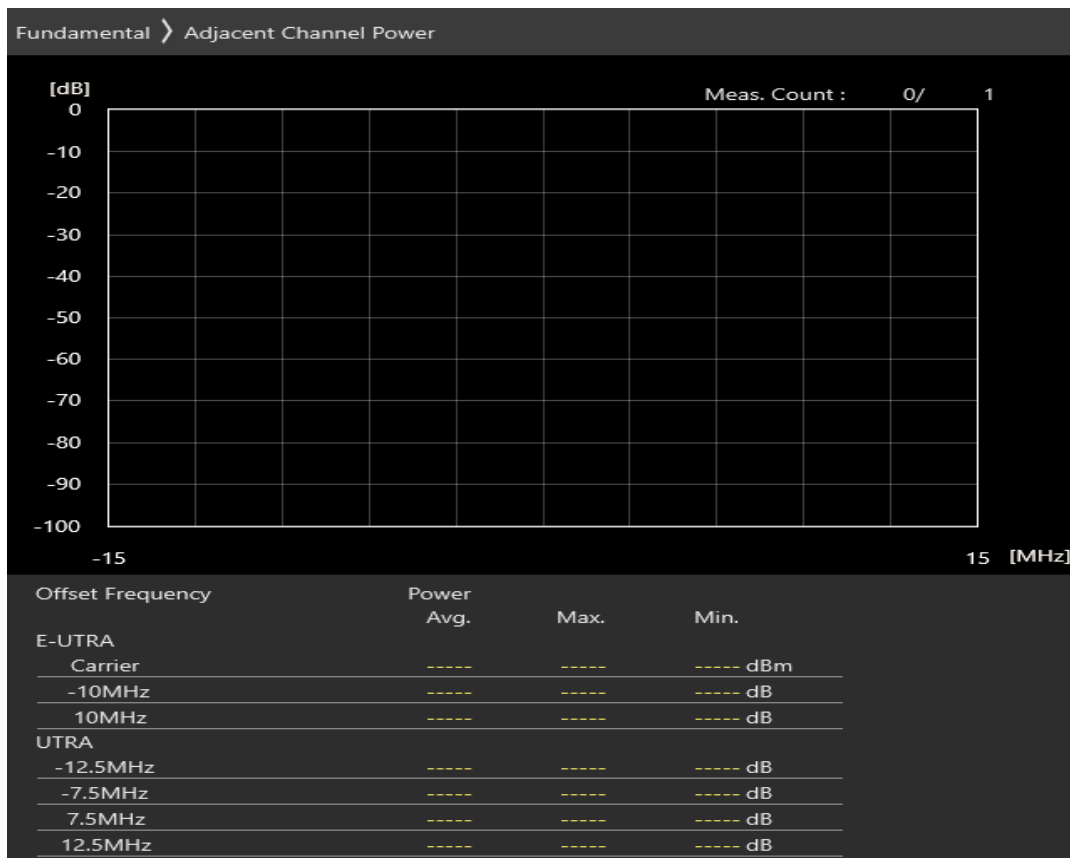 Fundamental 〉 Adjacent Channel Power
[dB]
Meas. Count : 0/ 1
0
-10
-20
-30
-40
-50
-60
-70
-80
-90
-100
-15 15 [MHz]
Offset Frequency Power
Avg. Max. Min.
E-UTRA
Carrier ----- ----- ----- dBm
-10MHz ----- ----- ----- dB
10MHz ----- ----- ----- dB
UTRA
-12.5MHz ----- ----- ----- dB
-7.5MHz ----- ----- ----- dB
7.5MHz ----- ----- ----- dB
12.5MHz ----- ----- ----- dB